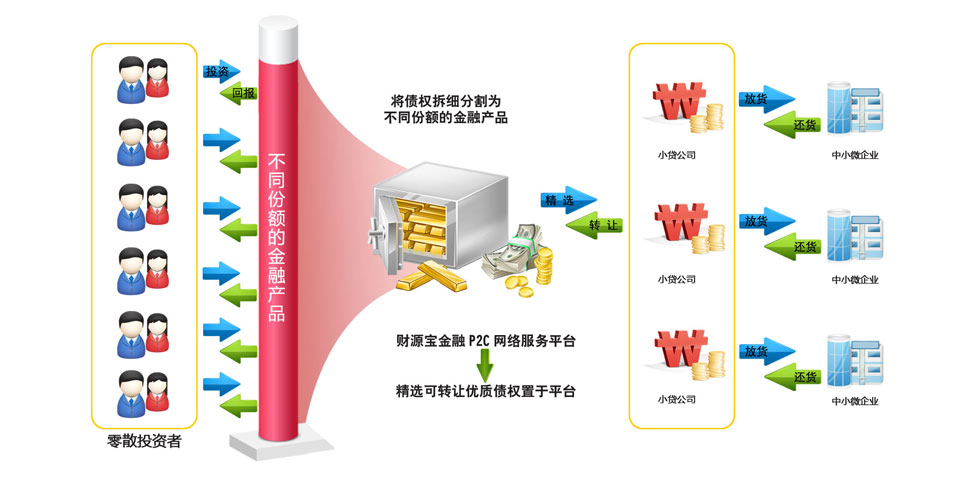 投资
回报
不同份额的金融产品
零散投资者
将债权拆细分割为
不同份额的金融产品
财源宝金融 P2C 网络服务平台
精选可转让优质债权置于平台
精 选
转 让
小贷公司
放货
还货
中小微企业
小贷公司
放货
还货
中小微企业
小贷公司
放货
还货
中小微企业